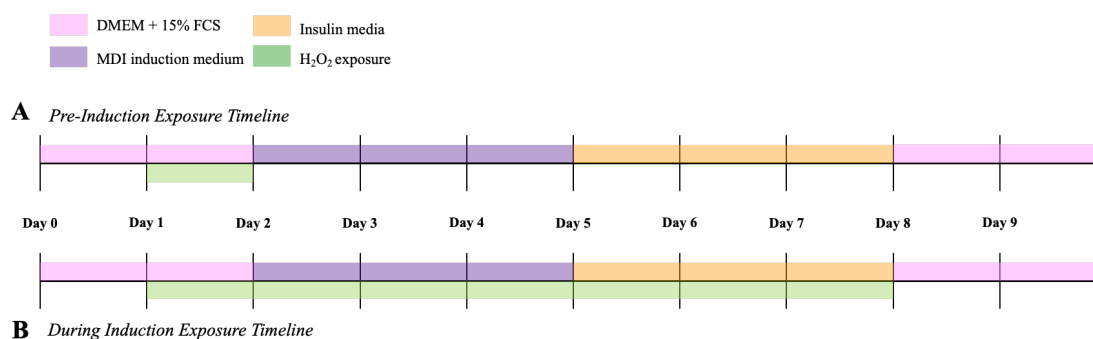 DMEM + 15% FCS
Insulin media
MDI induction medium
H₂O₂ exposure
A Pre-Induction Exposure Timeline
Day 0 Day 1 Day 2 Day 3 Day 4 Day 5 Day 6 Day 7 Day 8 Day 9
B During Induction Exposure Timeline